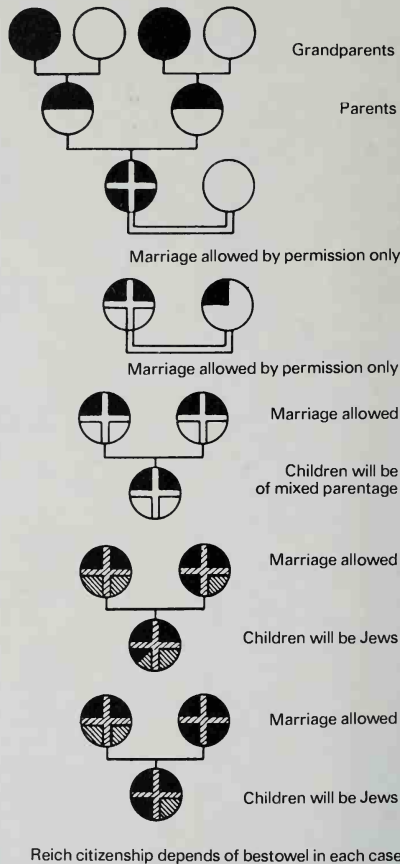 Grandparents
Parents
Marriage allowed by permission only
Marriage allowed by permission only
Marriage allowed
Children will be
of mixed parentage
Marriage allowed
Children will be Jews
Marriage allowed
Children will be Jews
Reich citizenship depends of bestowel in each case